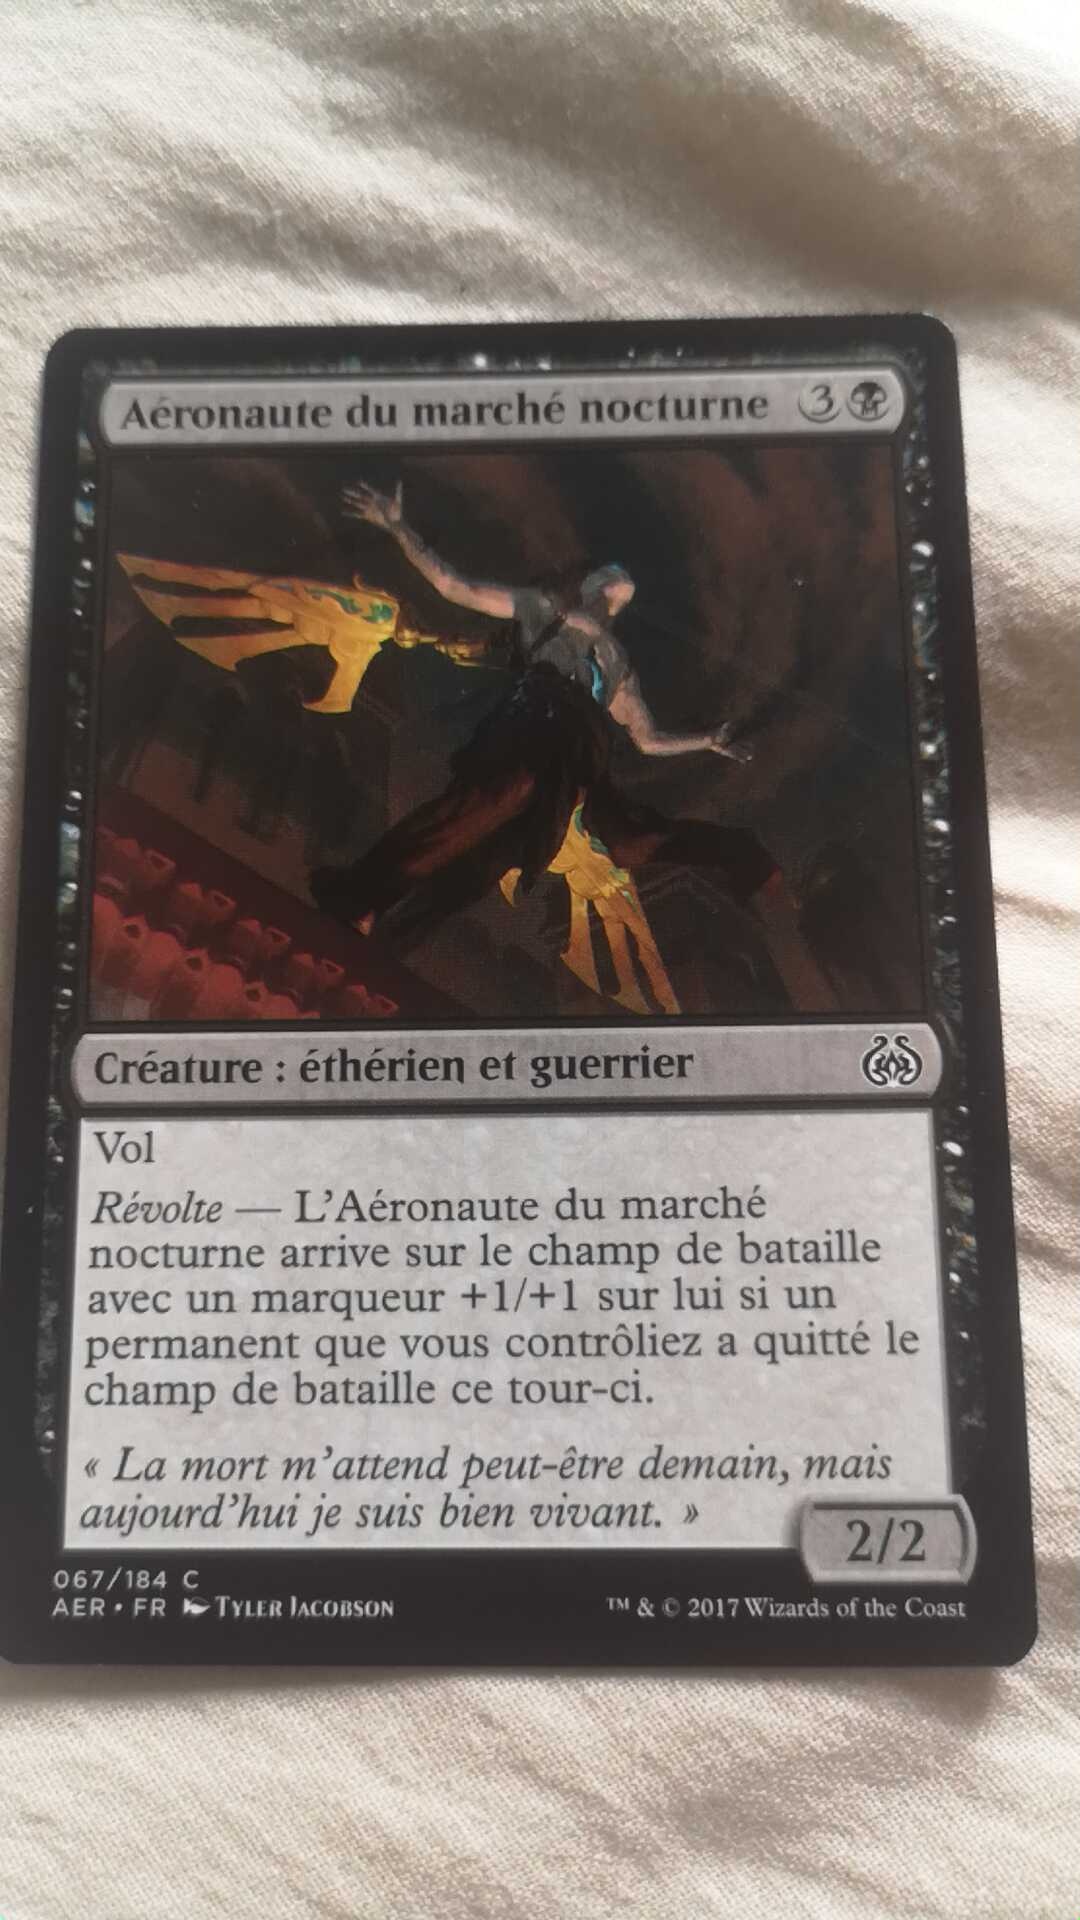 Aéronaute du marché nocturne 3
Créature : éthérien et guerrier
Vol
Révolte — L'Aéronaute du marché
nocturne arrive sur le champ de bataille
avec un marqueur +1/+1 sur lui si un
permanent que vous contrôliez a quitté le
champ de bataille ce tour-ci.
« La mort m'attend peut-être demain, mais
aujourd'hui je suis bien vivant. »
2/2
067/184 C
AER • FR TYLER JACOBSON
™ & © 2017 Wizards of the Coast